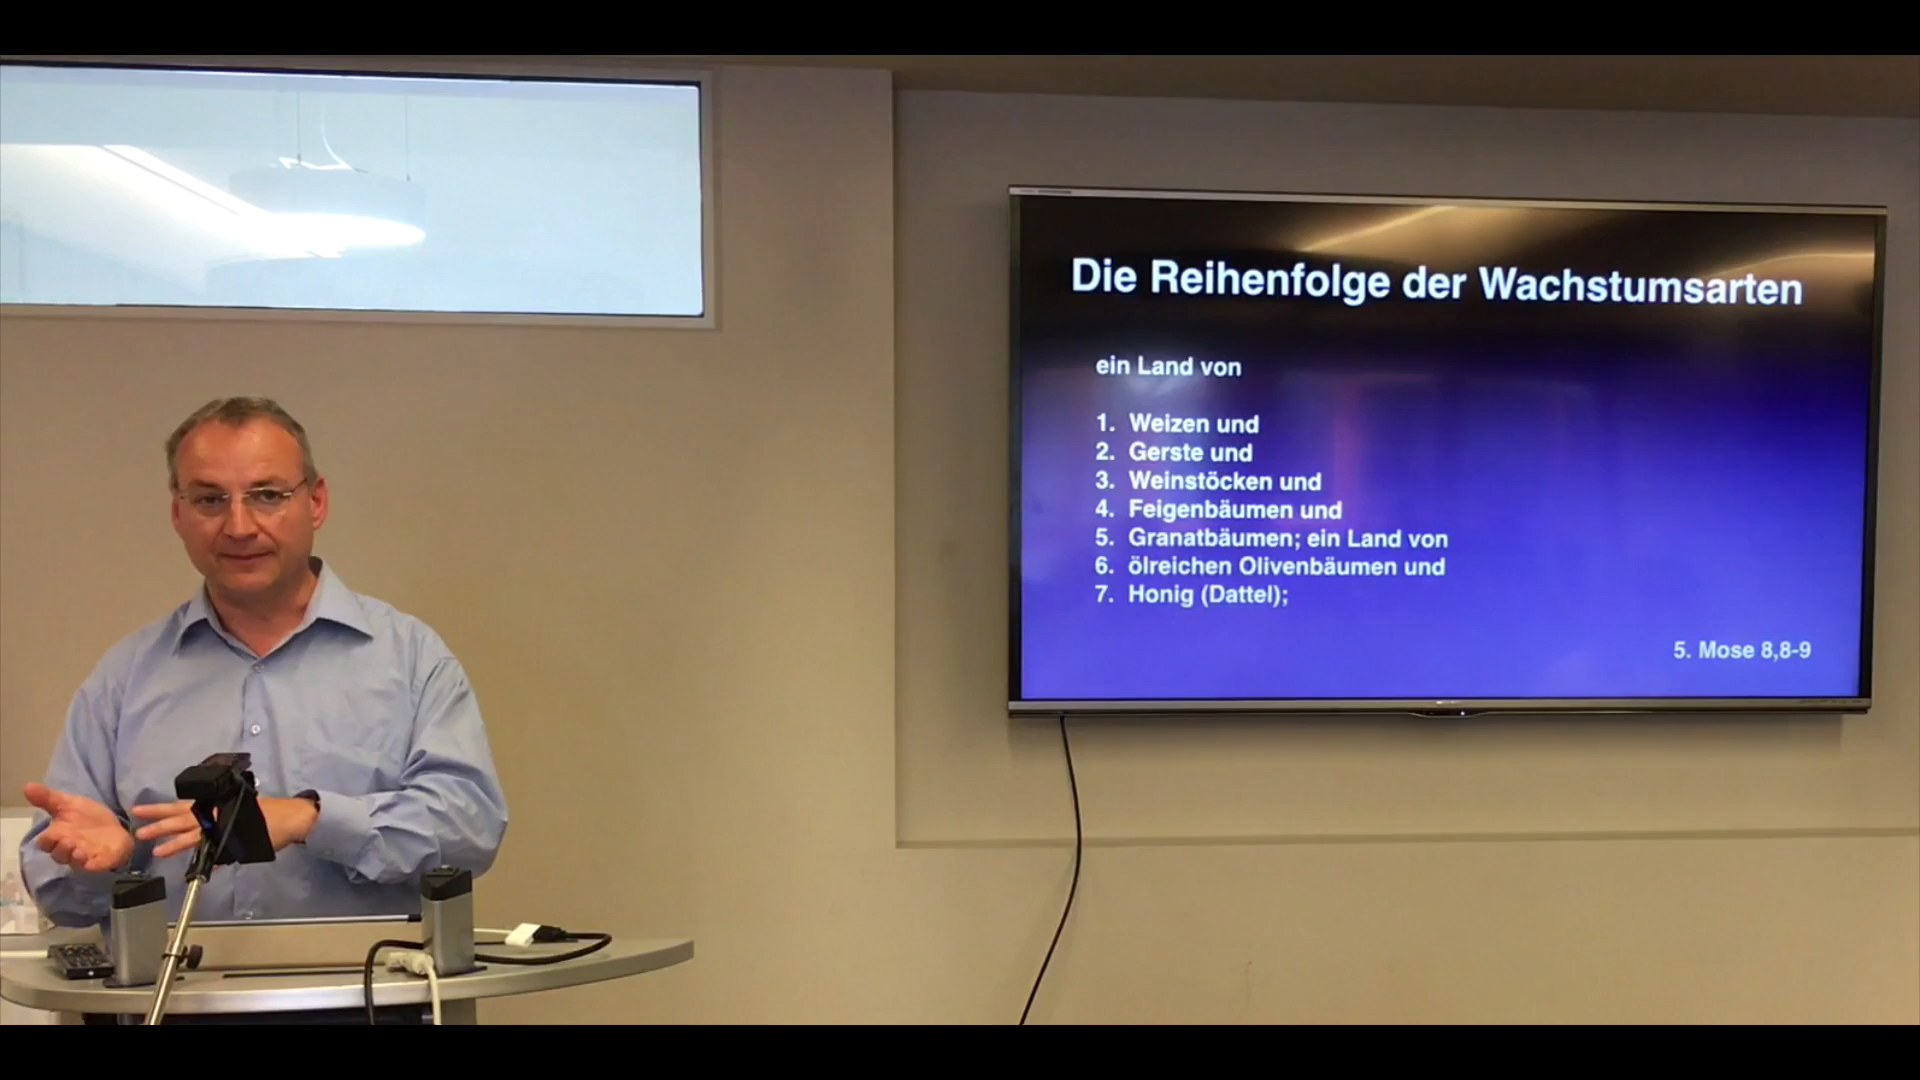 Die Reihenfolge der Wachstumsarten
ein Land von
1. Weizen und
2. Gerste und
3. Weinstöcken und
4. Feigenbäumen und
5. Granatbäumen; ein Land von
6. ölreichen Olivenbäumen und
7. Honig (Dattel);
5. Mose 8,8-9